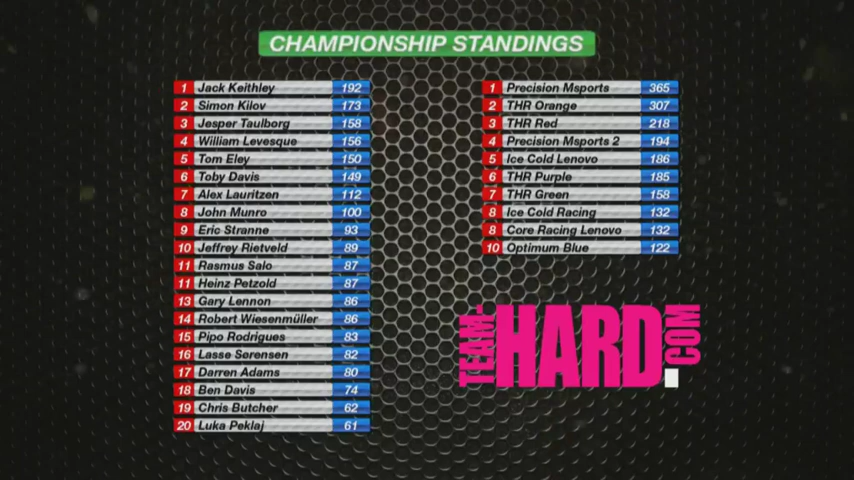 CHAMPIONSHIP STANDINGS
1 Jack Keithley 192
2 Simon Kilov 173
3 Jesper Taulborg 158
4 William Levesque 156
5 Tom Eley 150
6 Toby Davis 149
7 Alex Lauritzen 112
8 John Munro 100
9 Eric Stranne 93
10 Jeffrey Rietveld 89
11 Rasmus Salo 87
11 Heinz Petzold 87
13 Gary Lennon 86
14 Robert Wiesenmüller 86
15 Pipo Rodrigues 83
16 Lasse Sørensen 82
17 Darren Adams 80
18 Ben Davis 74
19 Chris Butcher 62
20 Luka Peklaj 61
1 Precision Msports 365
2 THR Orange 307
3 THR Red 218
4 Precision Msports 2 194
5 Ice Cold Lenovo 186
6 THR Purple 185
7 THR Green 158
8 Ice Cold Racing 132
8 Core Racing Lenovo 132
10 Optimum Blue 122
TEAM-HARD.COM